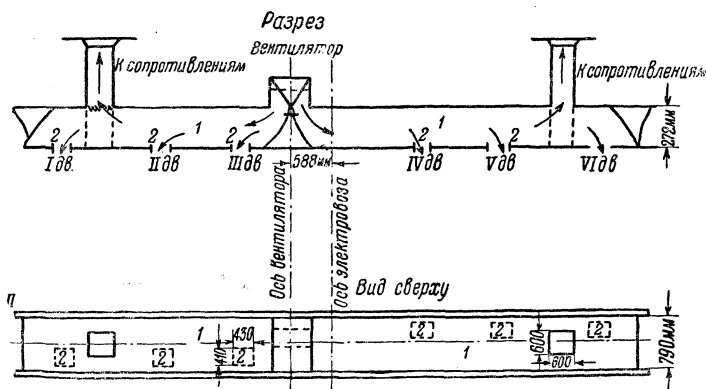 Разрез
Вентилятор
К сопротивлениям
К сопротивлениям
1
1
2
2
2
2
2
272мм
I дв.
II дв
III дв
588мм
IV дв
V дв
VI дв
Ось вентилятора
Ось электровоза
Вид сверху
η
1
430
410
2
2
2
2
2
2
1
600
600
790мм